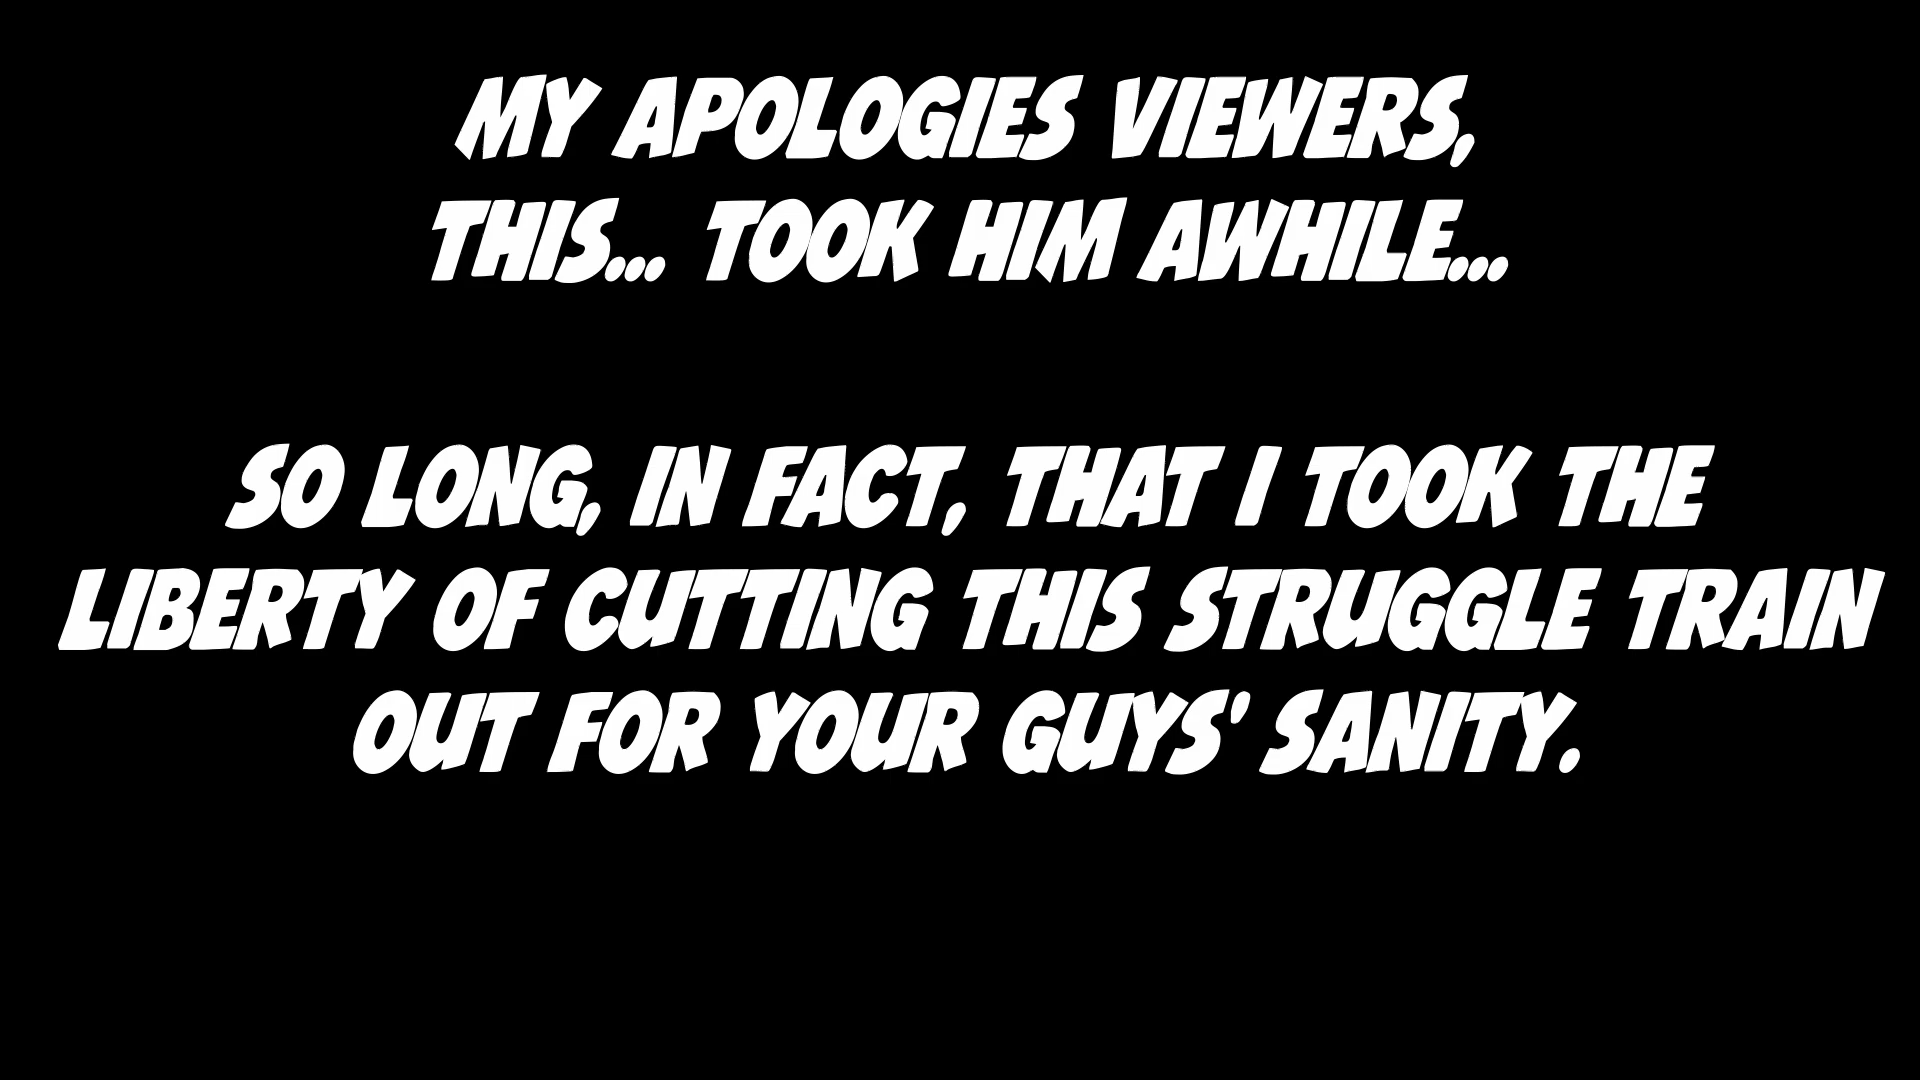 MY APOLOGIES VIEWERS,
THIS... TOOK HIM AWHILE...
SO LONG, IN FACT, THAT I TOOK THE
LIBERTY OF CUTTING THIS STRUGGLE TRAIN
OUT FOR YOUR GUYS' SANITY.